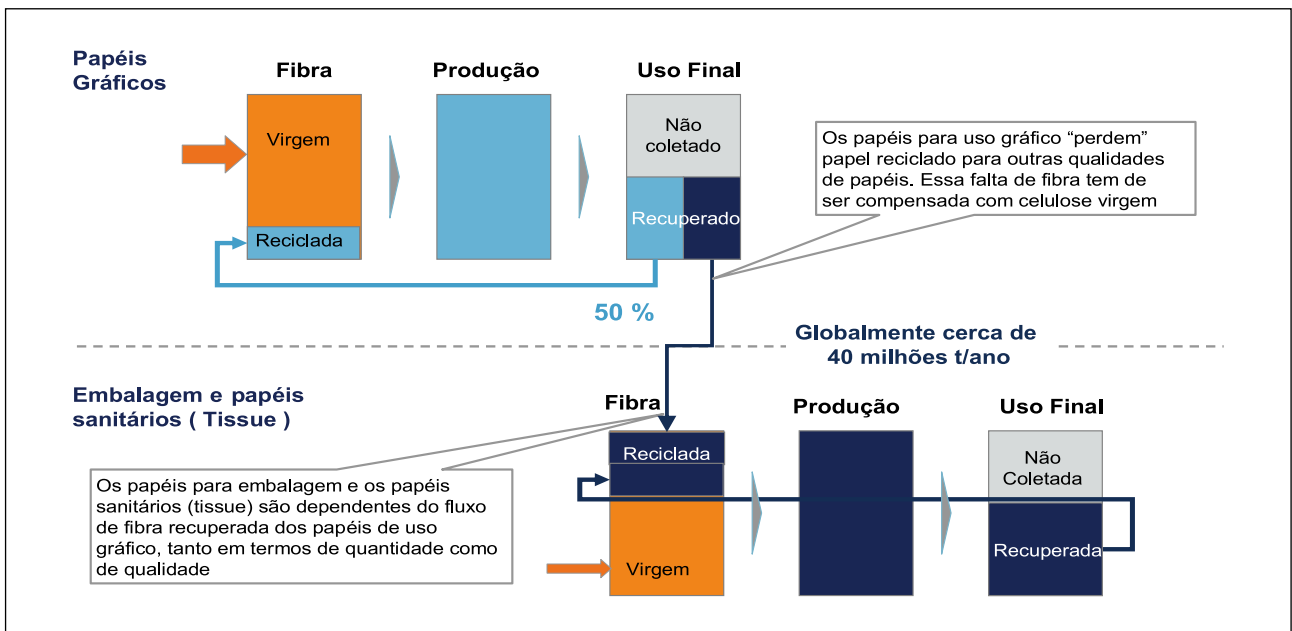 Papéis
Gráficos
Fibra
Produção
Uso Final
Virgem
Reciclada
Não
coletado
Recuperado
Os papéis para uso gráfico “perdem”
papel reciclado para outras qualidades
de papéis. Essa falta de fibra tem de
ser compensada com celulose virgem
50 %
Globalmente cerca de
40 milhões t/ano
Embalagem e papéis
sanitários ( Tissue )
Fibra
Produção
Uso Final
Reciclada
Virgem
Não
Coletada
Recuperada
Os papéis para embalagem e os papéis
sanitários (tissue) são dependentes do fluxo
de fibra recuperada dos papéis de uso
gráfico, tanto em termos de quantidade como
de qualidade